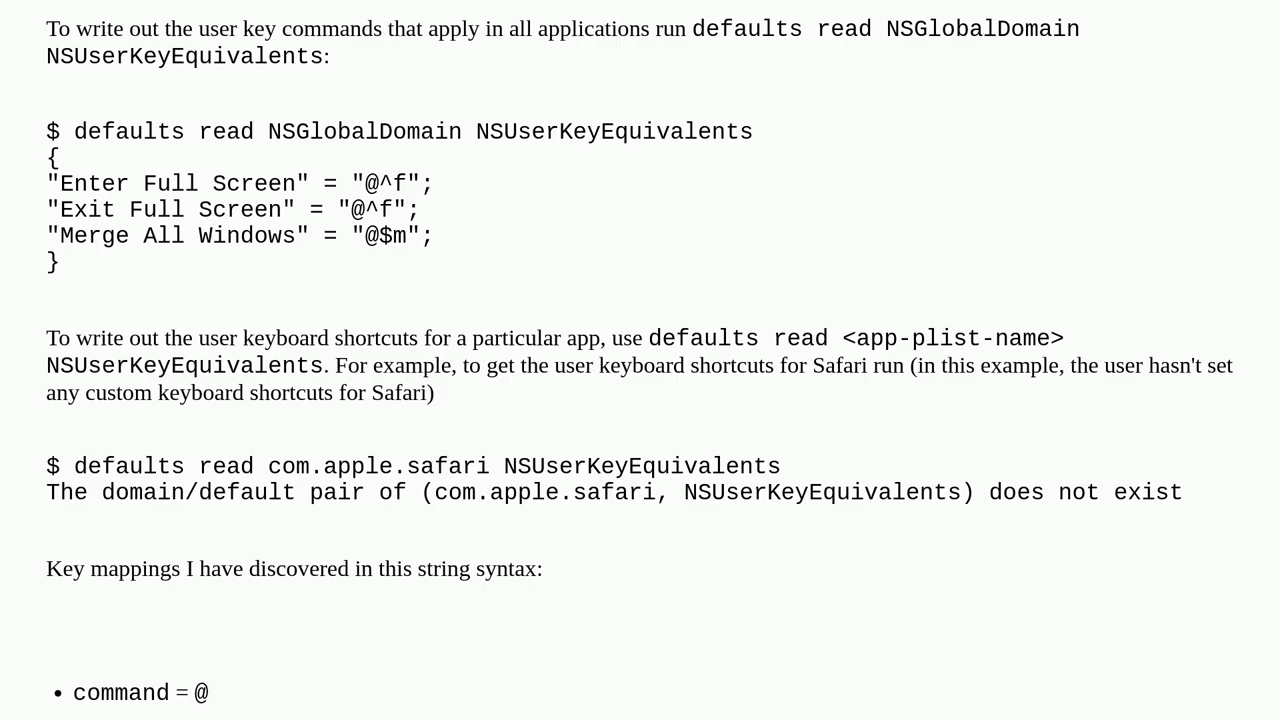 To write out the user key commands that apply in all applications run defaults read NSGlobalDomain
NSUserKeyEquivalents:
$ defaults read NSGlobalDomain NSUserKeyEquivalents
{
"Enter Full Screen" = "@^f";
"Exit Full Screen" = "@^f";
"Merge All Windows" = "@$m";
}
To write out the user keyboard shortcuts for a particular app, use defaults read <app-plist-name>
NSUserKeyEquivalents. For example, to get the user keyboard shortcuts for Safari run (in this example, the user hasn't set
any custom keyboard shortcuts for Safari)
$ defaults read com.apple.safari NSUserKeyEquivalents
The domain/default pair of (com.apple.safari, NSUserKeyEquivalents) does not exist
Key mappings I have discovered in this string syntax:
• command = @